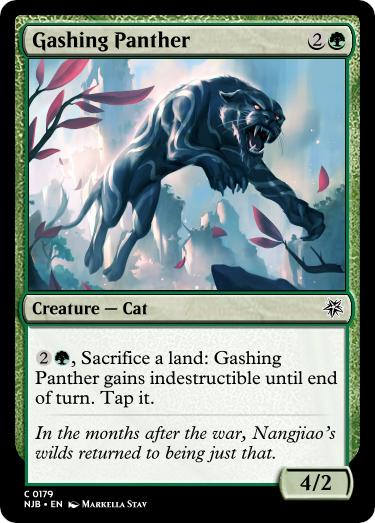 Gashing Panther 2
Creature — Cat
2, Sacrifice a land: Gashing
Panther gains indestructible until end
of turn. Tap it.
In the months after the war, Nangjiao's
wilds returned to being just that.
4/2
C 0179
NJB • EN Markella Stav